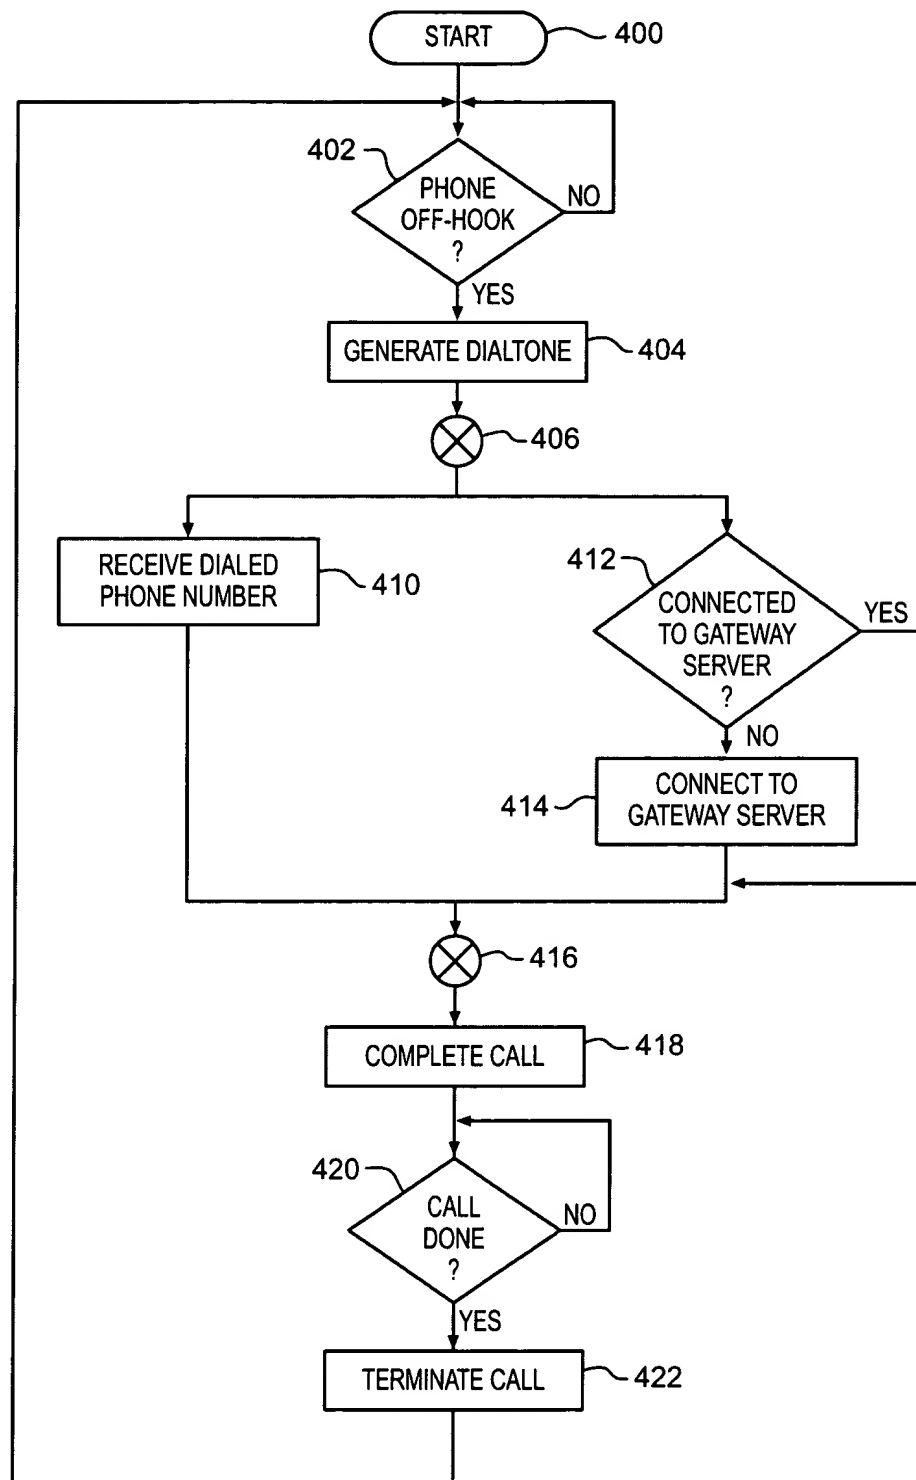 START
400
402
PHONE
OFF-HOOK
?
NO
YES
GENERATE DIALTONE
404
406
RECEIVE DIALED
PHONE NUMBER
410
412
CONNECTED
TO GATEWAY
SERVER
?
YES
NO
414
CONNECT TO
GATEWAY SERVER
416
COMPLETE CALL
418
420
CALL
DONE
?
NO
YES
TERMINATE CALL
422